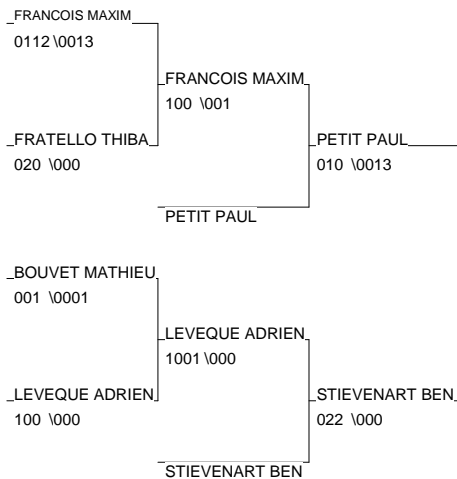 FRANCOIS MAXIM
0112 \0013
FRANCOIS MAXIM
100 \001
FRATELLO THIBA
020 \000
PETIT PAUL
010 \0013
PETIT PAUL
BOUVET MATHIEU
001 \0001
LEVEQUE ADRIEN
1001 \000
LEVEQUE ADRIEN
100 \000
STIEVENART BEN
022 \000
STIEVENART BEN